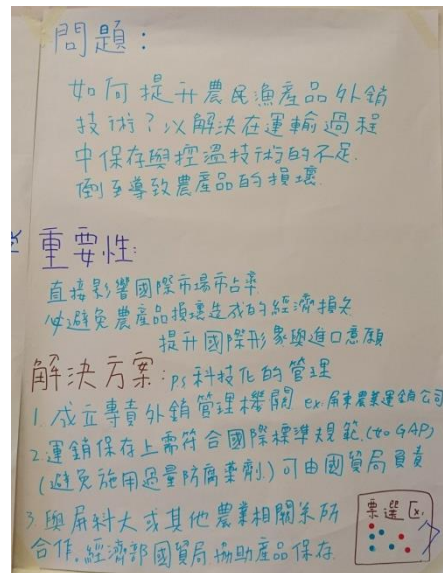 問題：
如何提升農民漁產品外銷
技術？以解決在運輸過程
中保存與控溫技術的不足.
倒至導致農產品的損壞.
重要性：
直接影響國際市場市占率
避免農產品損壞造成的經濟損失
提升國際形象與進口意願
解決方案：ps科技化的管理
1. 成立專責外銷管理機關 ex.屏東農業運銷公司
2. 運銷保存上需符合國際標準規範.(如GAP)
(避免施用過量防腐藥劑.) 可由國貿局負責
3. 與屏科大或其他農業相關系所
合作.經濟部國貿局協助產品保存
票選區